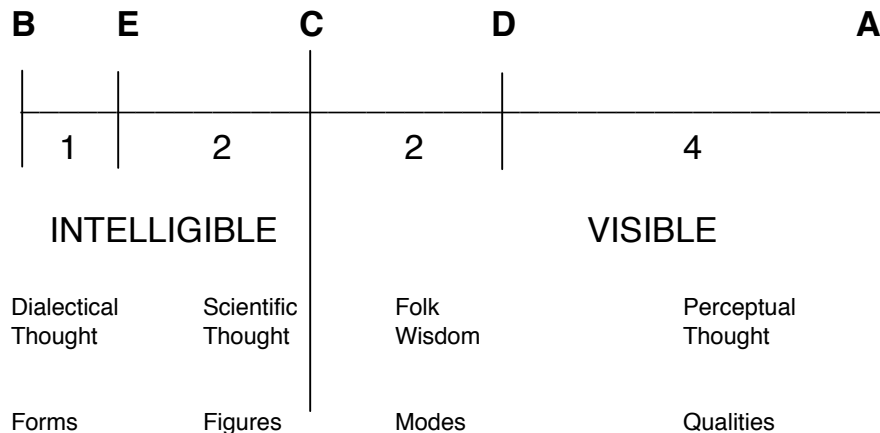 B E C D A
1 2 2 4
INTELLIGIBLE VISIBLE
Dialectical Scientific Folk Perceptual
Thought Thought Wisdom Thought
Forms Figures Modes Qualities